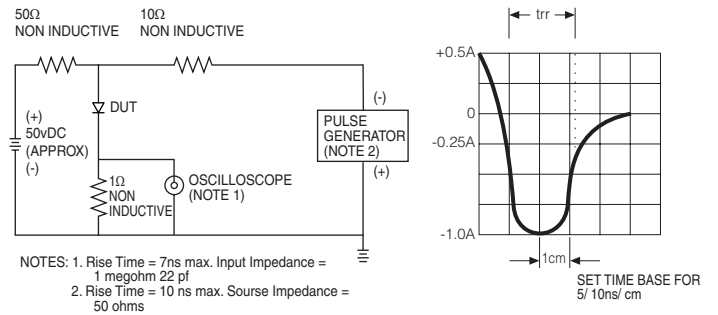 50Ω
NON INDUCTIVE
10Ω
NON INDUCTIVE
DUT
(+)
50vDC
(APPROX)
(-)
1Ω
NON
INDUCTIVE
OSCILLOSCOPE
(NOTE 1)
(-)
PULSE
GENERATOR
(NOTE 2)
(+)
NOTES: 1. Rise Time = 7ns max. Input Impedance =
1 megohm 22 pf
2. Rise Time = 10 ns max. Sourse Impedance =
50 ohms
trr
+0.5A
0
-0.25A
-1.0A
1cm
SET TIME BASE FOR
5/ 10ns/ cm